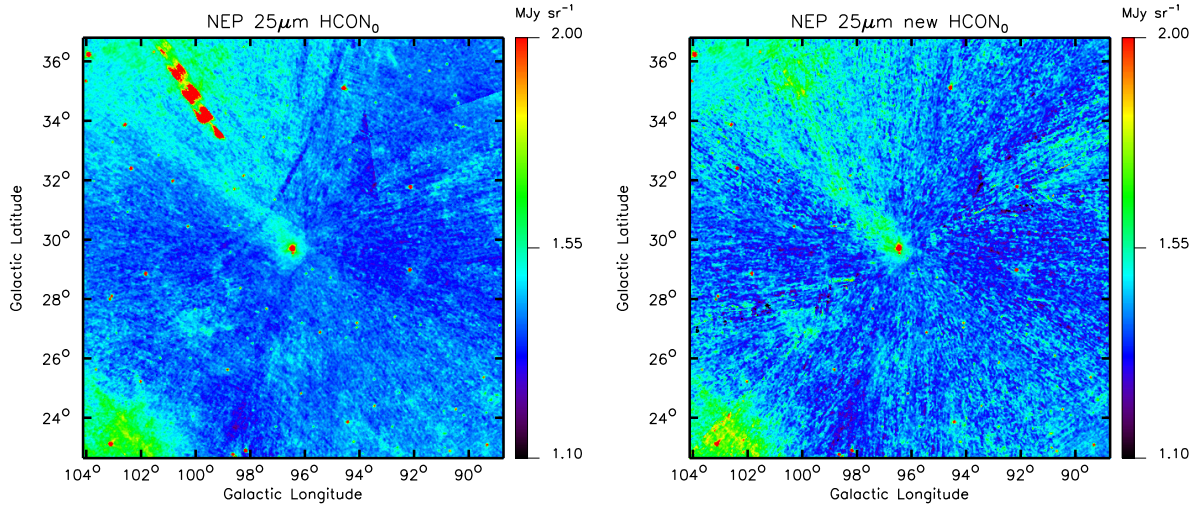 NEP 25μm HCON₀
MJy sr⁻¹
2.00
1.55
1.10
36°
34°
32°
30°
28°
26°
24°
Galactic Latitude
104° 102° 100° 98° 96° 94° 92° 90°
Galactic Longitude
NEP 25μm new HCON₀
MJy sr⁻¹
2.00
1.55
1.10
36°
34°
32°
30°
28°
26°
24°
Galactic Latitude
104° 102° 100° 98° 96° 94° 92° 90°
Galactic Longitude